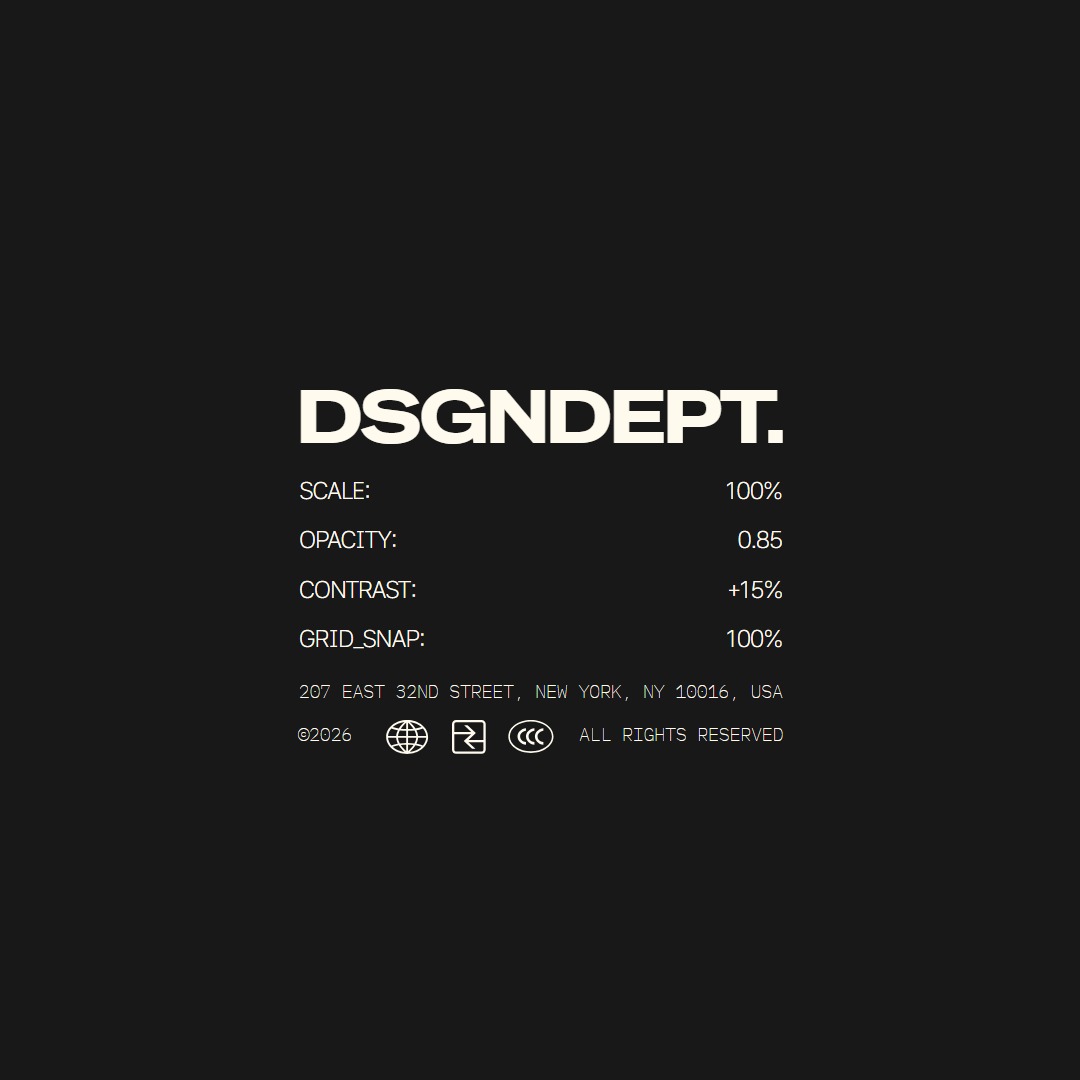 DSGNDEPT.
SCALE: 100%
OPACITY: 0.85
CONTRAST: +15%
GRID_SNAP: 100%
207 EAST 32ND STREET, NEW YORK, NY 10016, USA
©2026 CCC ALL RIGHTS RESERVED